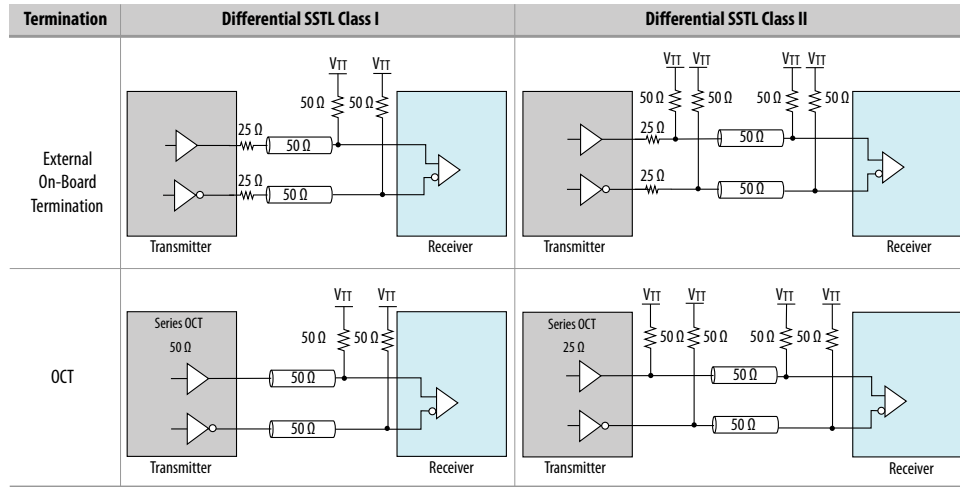 Termination Differential SSTL Class I Differential SSTL Class II
External
On-Board
Termination
VTT VTT
50 Ω 50 Ω
25 Ω
50 Ω
25 Ω
50 Ω
Transmitter Receiver
VTT VTT VTT VTT
50 Ω 50 Ω 50 Ω 50 Ω
25 Ω
50 Ω
25 Ω
50 Ω
Transmitter Receiver
OCT
VTT VTT
Series OCT
50 Ω
50 Ω 50 Ω
50 Ω
50 Ω
Transmitter Receiver
VTT VTT VTT VTT
Series OCT
25 Ω
50 Ω 50 Ω 50 Ω 50 Ω
50 Ω
50 Ω
Transmitter Receiver